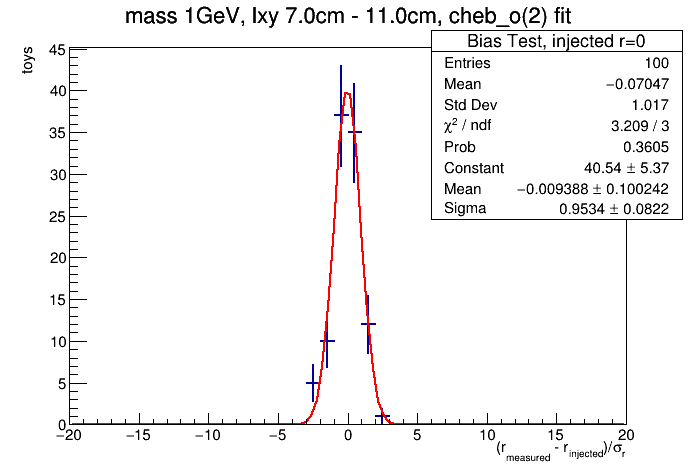 mass 1GeV, lxy 7.0cm - 11.0cm, cheb_o(2) fit
toys
Bias Test, injected r=0
Entries 100
Mean −0.07047
Std Dev 1.017
χ² / ndf 3.209 / 3
Prob 0.3605
Constant 40.54 ± 5.37
Mean −0.009388 ± 0.100242
Sigma 0.9534 ± 0.0822
45
40
35
30
25
20
15
10
5
0
−20 −15 −10 −5 0 5 10 15 20
(r_measured - r_injected)/σ_r